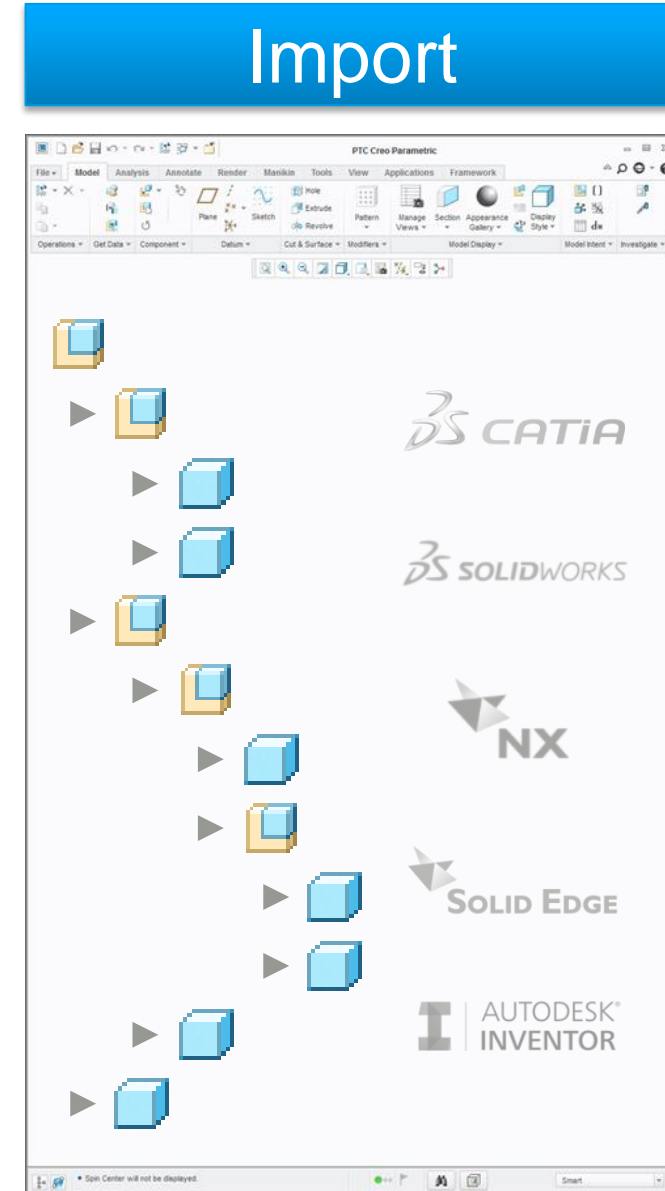 Import
PTC Creo Parametric
File Model Analysis Annotate Render Manikin Tools View Applications Framework
Hole
Extrude
Revolve
Plane
Sketch
Pattern
Manage Views
Section
Appearance Gallery
Display Style
d=
Operations Get Data Component Datum Cut & Surface Modifiers Model Display Model Intent Investigate
CATiA
SOLIDWORKS
NX
SOLID EDGE
AUTODESK®
INVENTOR
Spin Center will not be displayed.
Smart